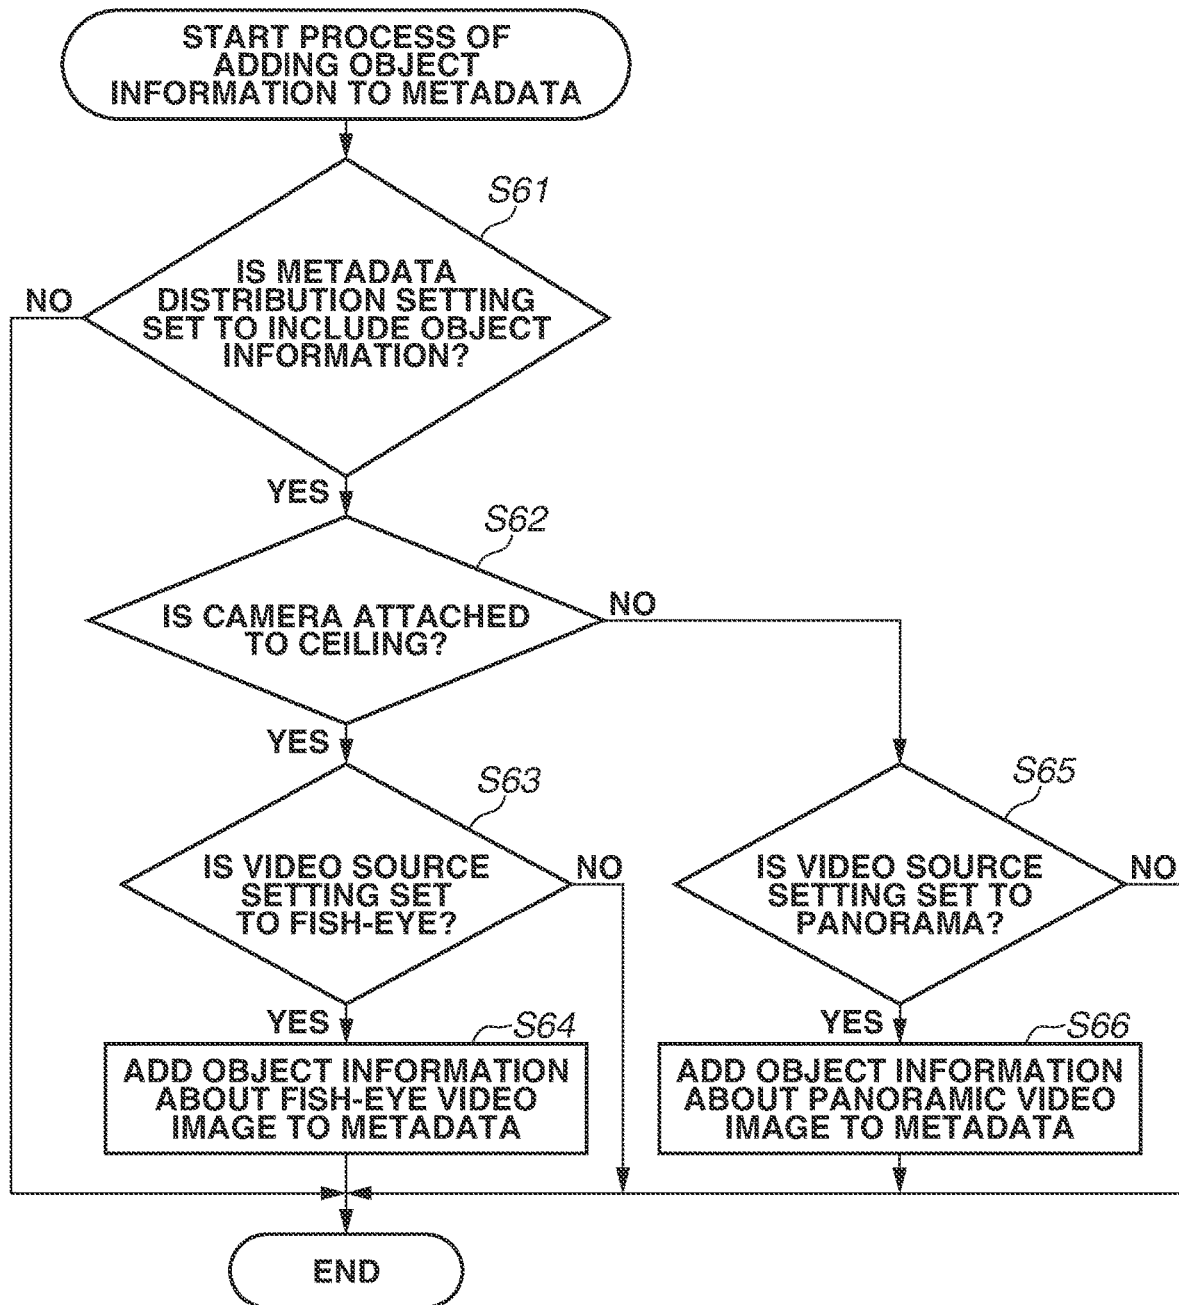 START PROCESS OF
ADDING OBJECT
INFORMATION TO METADATA
S61
IS METADATA
DISTRIBUTION SETTING
SET TO INCLUDE OBJECT
INFORMATION?
NO
YES
S62
IS CAMERA ATTACHED
TO CEILING?
NO
YES
S63
IS VIDEO SOURCE
SETTING SET
TO FISH-EYE?
NO
S65
IS VIDEO SOURCE
SETTING SET TO
PANORAMA?
NO
YES
S64
ADD OBJECT INFORMATION
ABOUT FISH-EYE VIDEO
IMAGE TO METADATA
YES
S66
ADD OBJECT INFORMATION
ABOUT PANORAMIC VIDEO
IMAGE TO METADATA
END